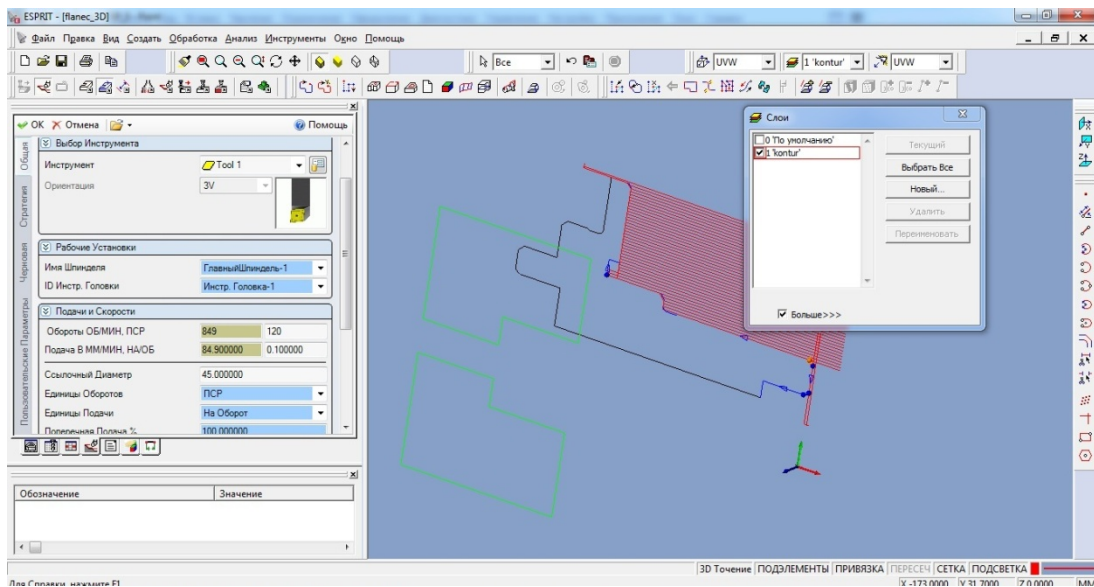 ESPRIT - [flanec_3D]
Файл Правка Вид Создать Обработка Анализ Инструменты Окно Помощь
Все UVW 1 'kontur' UVW
OK Отмена Помощь
Общая
Стратегия
Черновая
Пользовательские Параметры
Выбор Инструмента
Инструмент Tool 1
Ориентация 3V
Рабочие Установки
Имя Шпинделя ГлавныйШпиндель-1
ID Инстр. Головки Инстр. Головка-1
Подачи и Скорости
Обороты ОБ/МИН, ПСР 849 120
Подача В ММ/МИН, НА/ОБ 84.900000 0.100000
Ссылочный Диаметр 45.000000
Единицы Оборотов ПСР
Единицы Подачи На Оборот
Поперечная Подача % 100.000000
Слои
0 'По умолчанию'
1 'kontur'
Текущий
Выбрать Все
Новый...
Удалить
Переименовать
Больше>>>
Обозначение Значение
3D Точение ПОДЭЛЕМЕНТЫ ПРИВЯЗКА ПЕРЕСЕЧ СЕТКА ПОДСВЕТКА
Для Справки, нажмите F1 X -173.0000 Y 31.7000 Z 0.0000 ММ